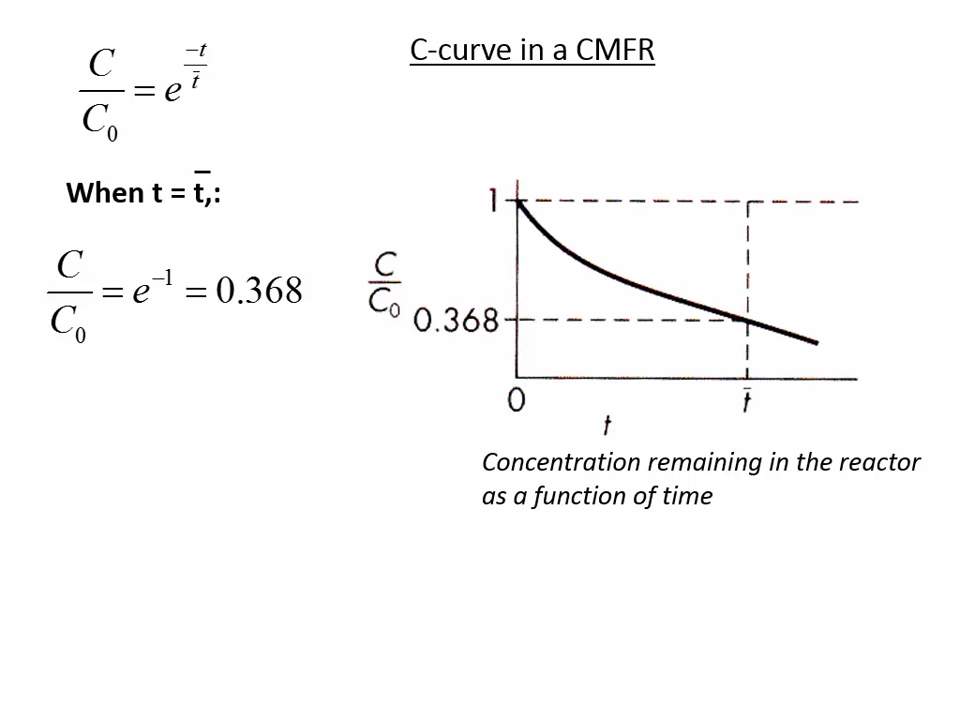 C-curve in a CMFR
C/C₀ = e^(−t/t̄)
When t = t̄,:
C/C₀ = e⁻¹ = 0.368
1
C/C₀
0.368
0
t̄
t
Concentration remaining in the reactor
as a function of time